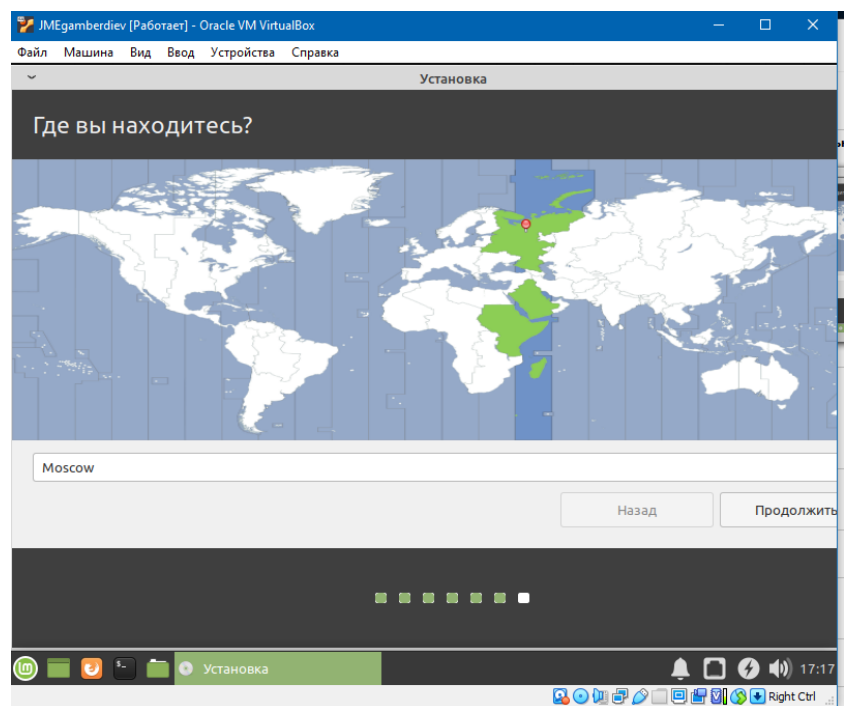 JMEgamberdiev [Работает] - Oracle VM VirtualBox
Файл Машина Вид Ввод Устройства Справка
Установка
Где вы находитесь?
Moscow
Назад Продолжить
Установка 17:17
Right Ctrl